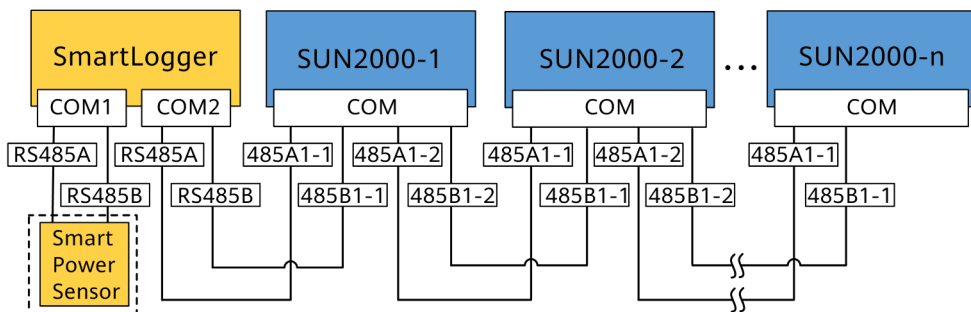 SmartLogger
SUN2000-1
SUN2000-2
...
SUN2000-n
COM1
COM2
COM
COM
COM
RS485A
RS485A
485A1-1
485A1-2
485A1-1
485A1-2
485A1-1
RS485B
RS485B
485B1-1
485B1-2
485B1-1
485B1-2
485B1-1
Smart
Power
Sensor